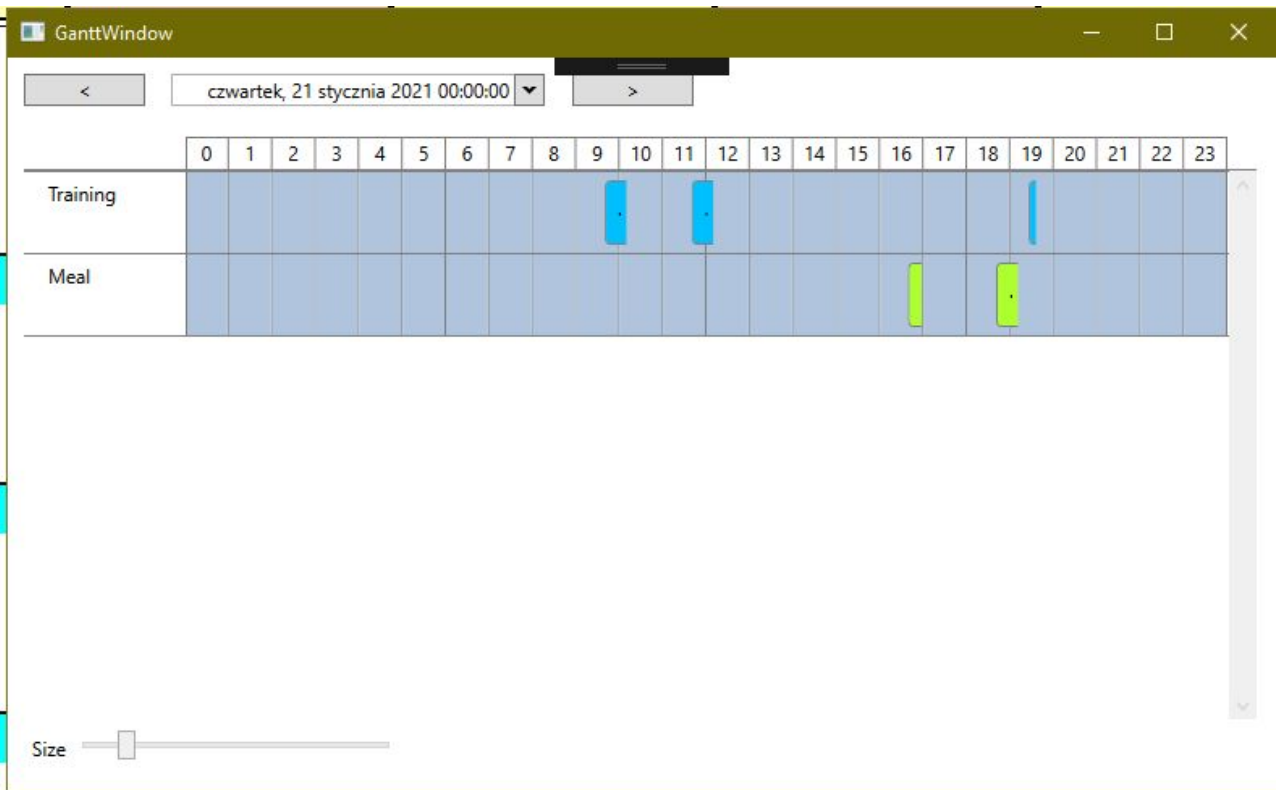 GanttWindow
< czwartek, 21 stycznia 2021 00:00:00 >
0 1 2 3 4 5 6 7 8 9 10 11 12 13 14 15 16 17 18 19 20 21 22 23
Training
Meal
Size